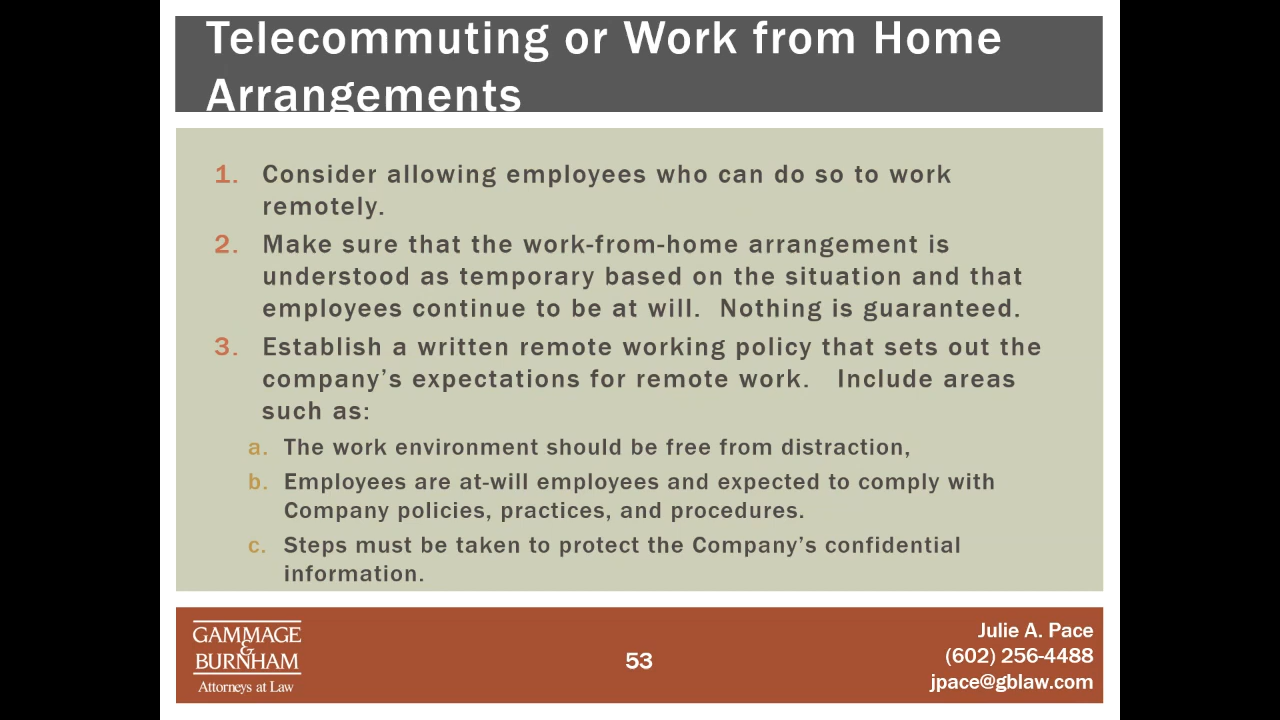 Telecommuting or Work from Home
Arrangements
1. Consider allowing employees who can do so to work
remotely.
2. Make sure that the work-from-home arrangement is
understood as temporary based on the situation and that
employees continue to be at will.  Nothing is guaranteed.
3. Establish a written remote working policy that sets out the
company’s expectations for remote work.   Include areas
such as:
a. The work environment should be free from distraction,
b. Employees are at-will employees and expected to comply with
Company policies, practices, and procedures.
c. Steps must be taken to protect the Company’s confidential
information.
GAMMAGE
&
BURNHAM
Attorneys at Law
53
Julie A. Pace
(602) 256-4488
jpace@gblaw.com